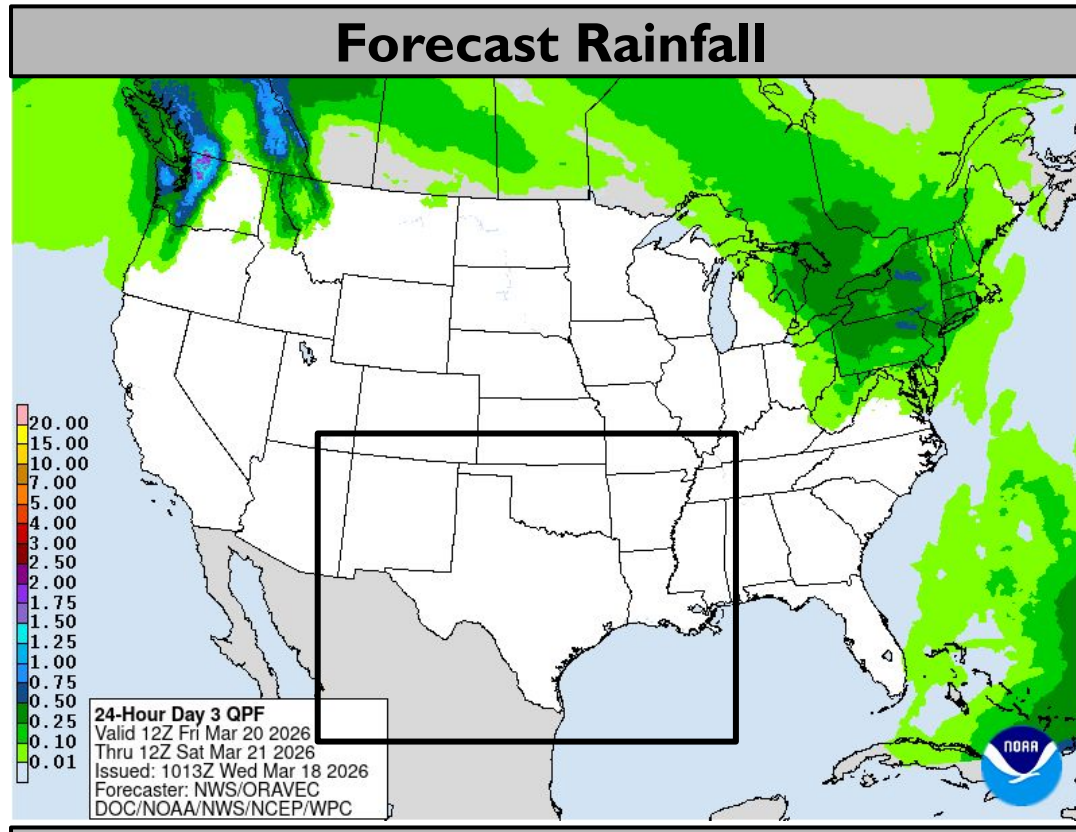 Forecast Rainfall
20.00
15.00
10.00
7.00
5.00
4.00
3.00
2.50
2.00
1.75
1.50
1.25
1.00
0.75
0.50
0.25
0.10
0.01
24-Hour Day 3 QPF
Valid 12Z Fri Mar 20 2026
Thru 12Z Sat Mar 21 2026
Issued: 1013Z Wed Mar 18 2026
Forecaster: NWS/ORAVEC
DOC/NOAA/NWS/NCEP/WPC
NOAA